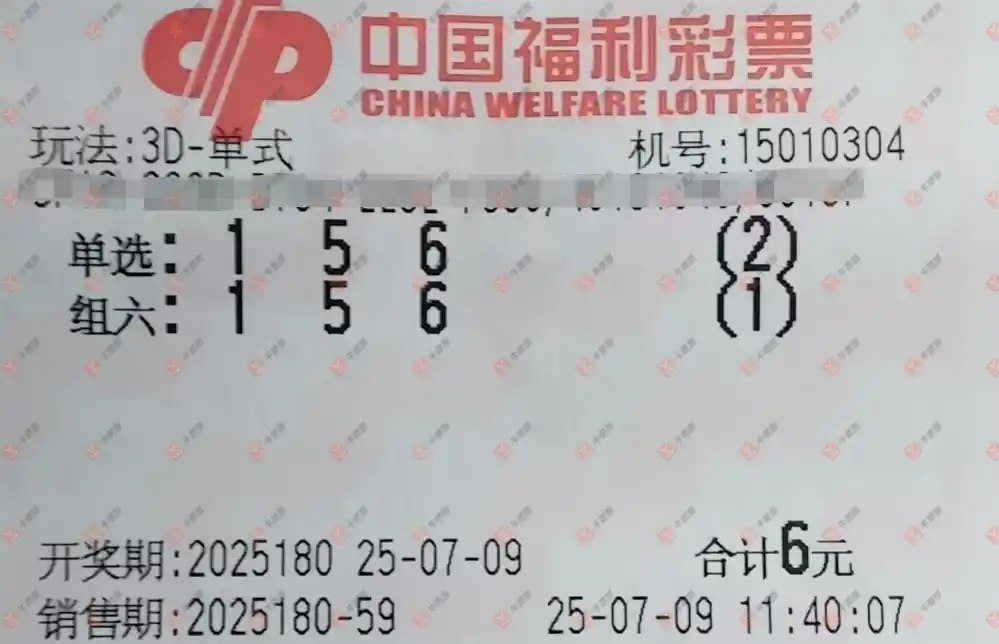 中国福利彩票
CHINA WELFARE LOTTERY
玩法:3D-单式 机号:15010304
单选: 1 5 6 (2)
组六: 1 5 6 (1)
开奖期:2025180 25-07-09 合计6元
销售期:2025180-59 25-07-09 11:40:07